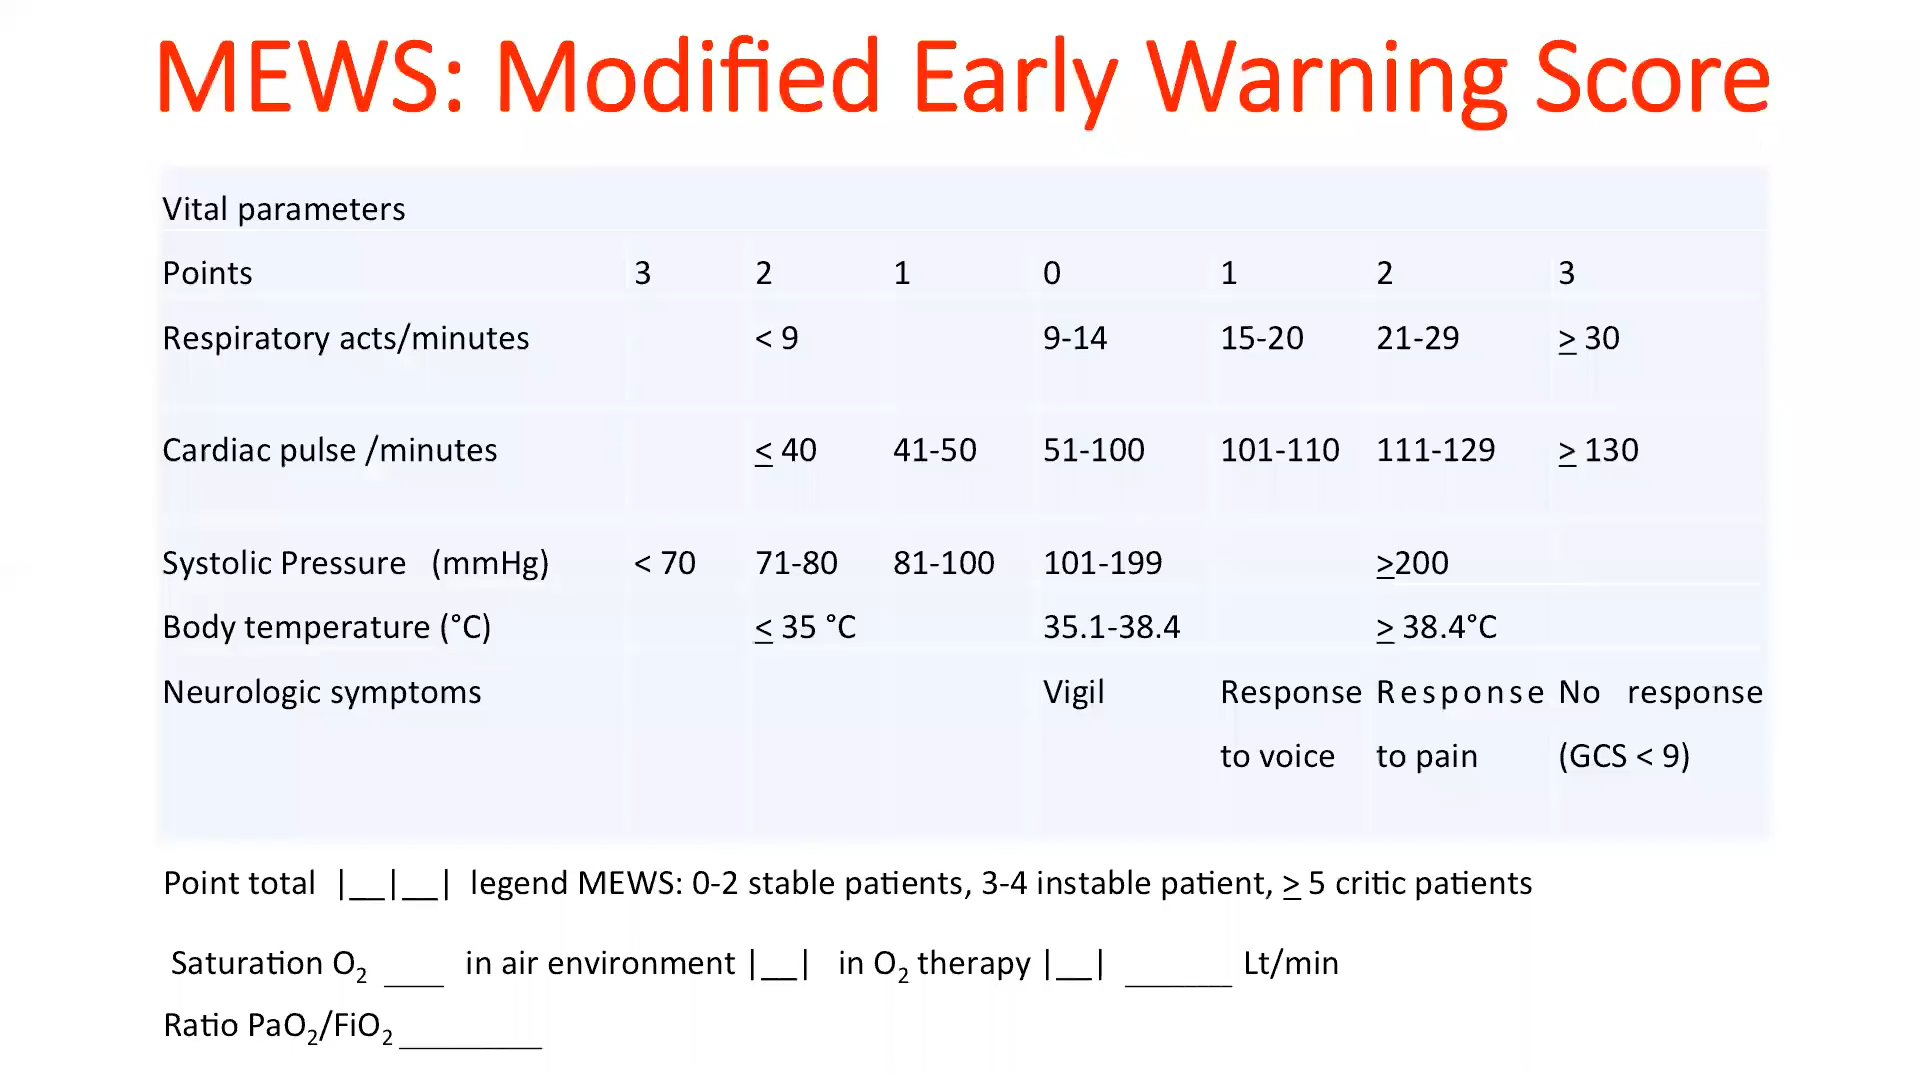 MEWS: Modified Early Warning Score
Vital parameters
Points 3 2 1 0 1 2 3
Respiratory acts/minutes < 9 9-14 15-20 21-29 ≥ 30
Cardiac pulse /minutes ≤ 40 41-50 51-100 101-110 111-129 ≥ 130
Systolic Pressure (mmHg) < 70 71-80 81-100 101-199 ≥200
Body temperature (°C) ≤ 35 °C 35.1-38.4 ≥ 38.4°C
Neurologic symptoms Vigil Response Response No response
to voice to pain (GCS < 9)
Point total |__|__| legend MEWS: 0-2 stable patients, 3-4 instable patient, ≥ 5 critic patients
Saturation O₂ ___ in air environment |__| in O₂ therapy |__| ______ Lt/min
Ratio PaO₂/FiO₂ ________